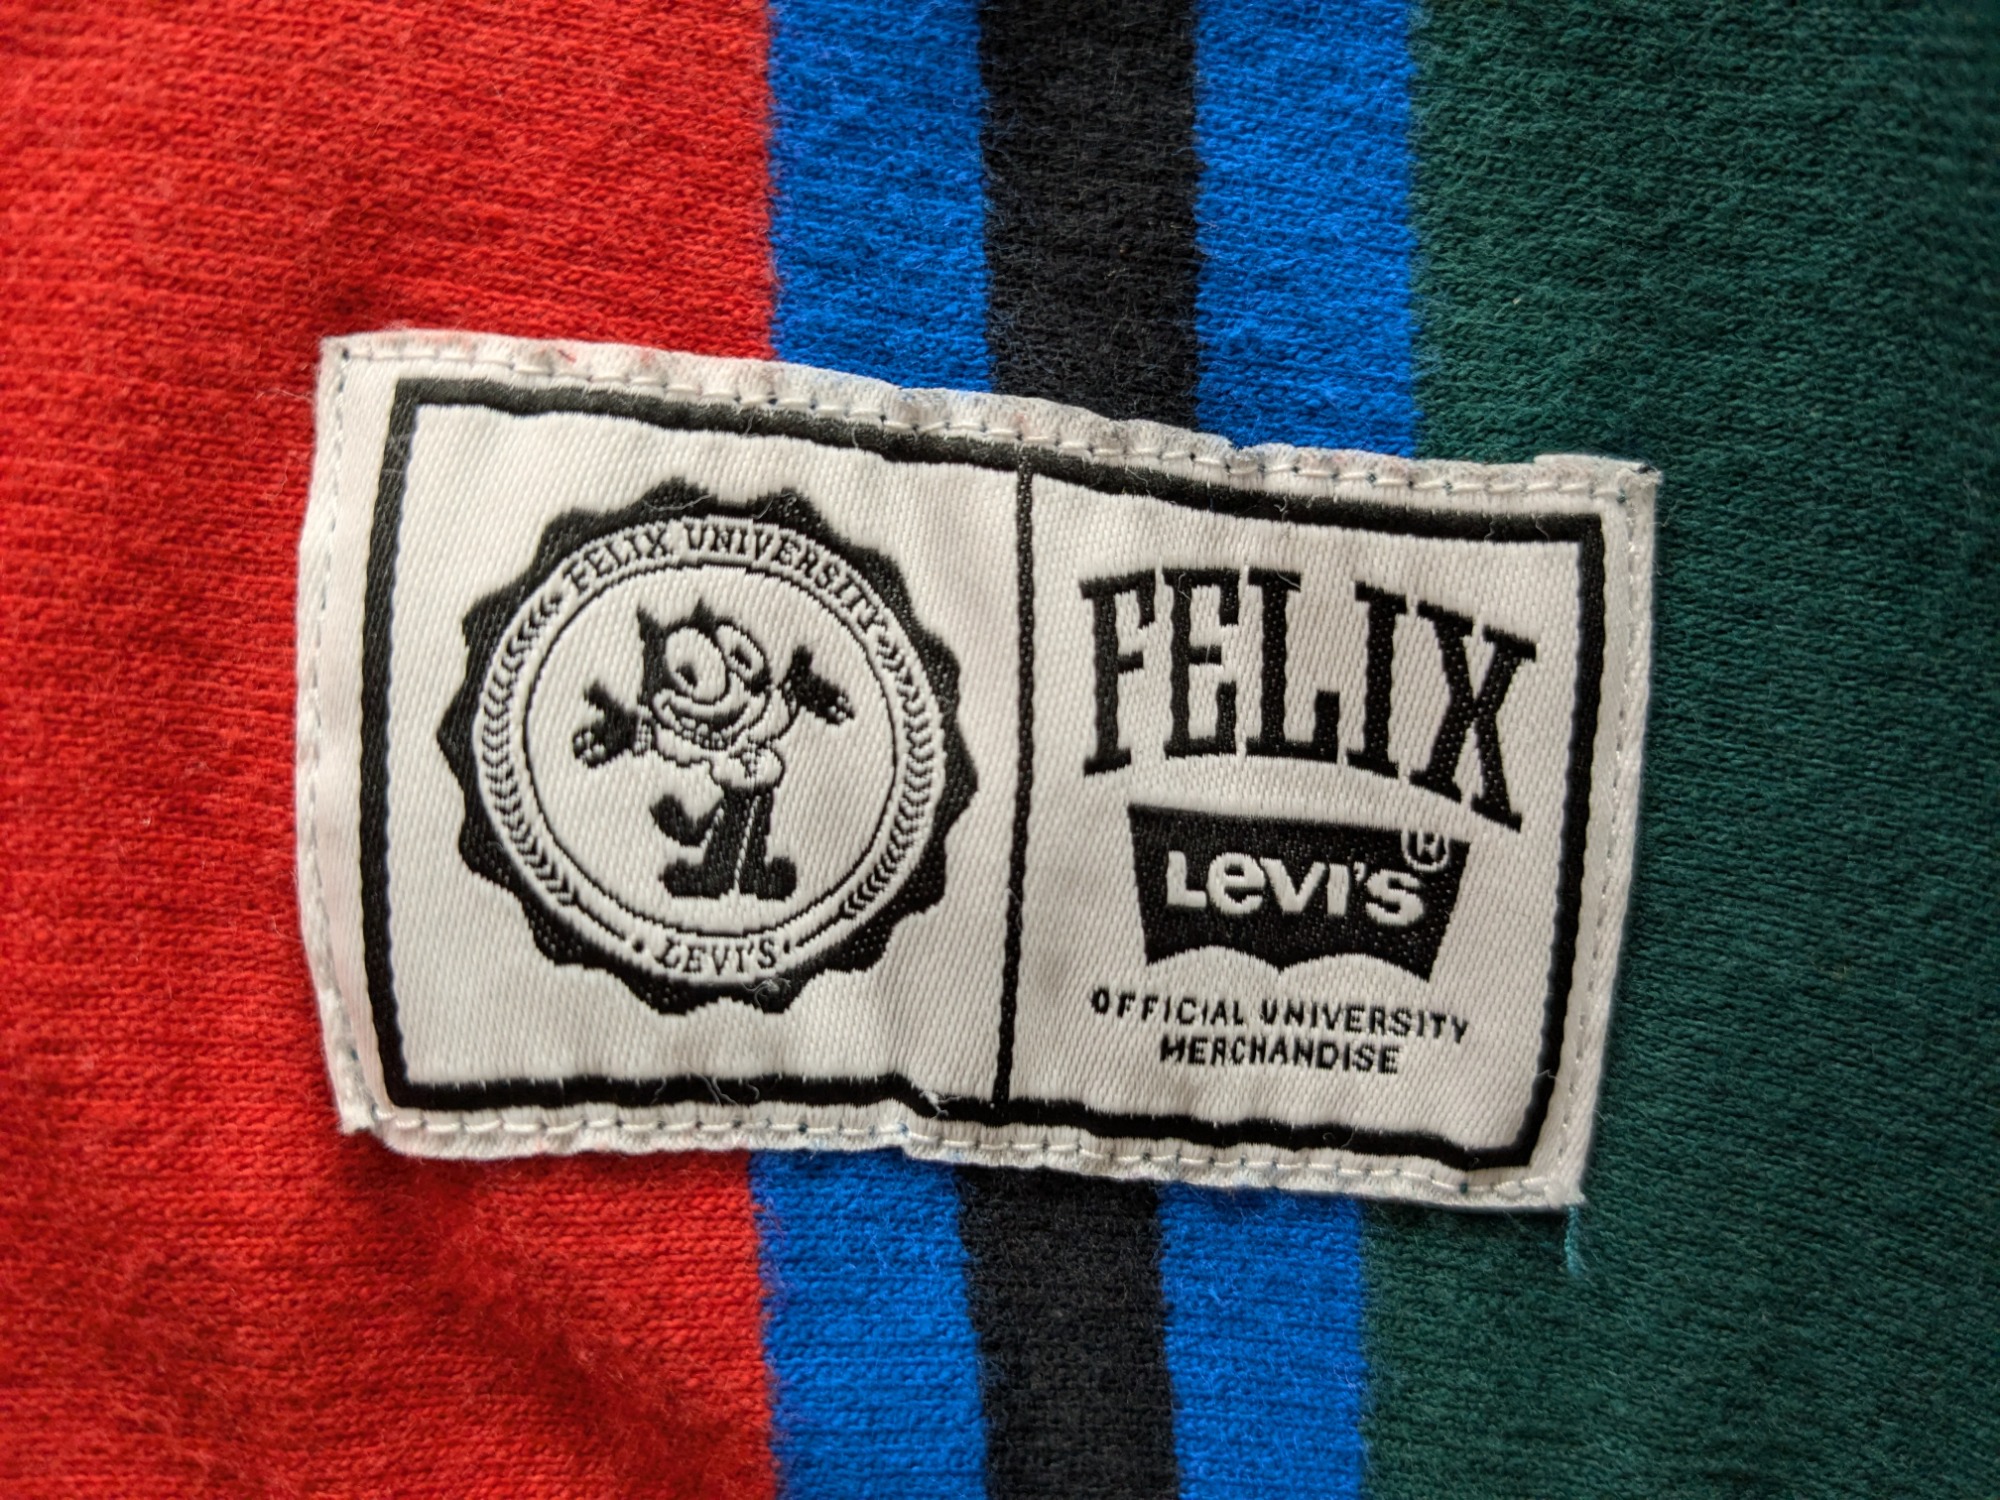 · FELIX UNIVERSITY ·
· LEVI'S ·
FELIX
LEVI'S®
OFFICIAL UNIVERSITY
MERCHANDISE